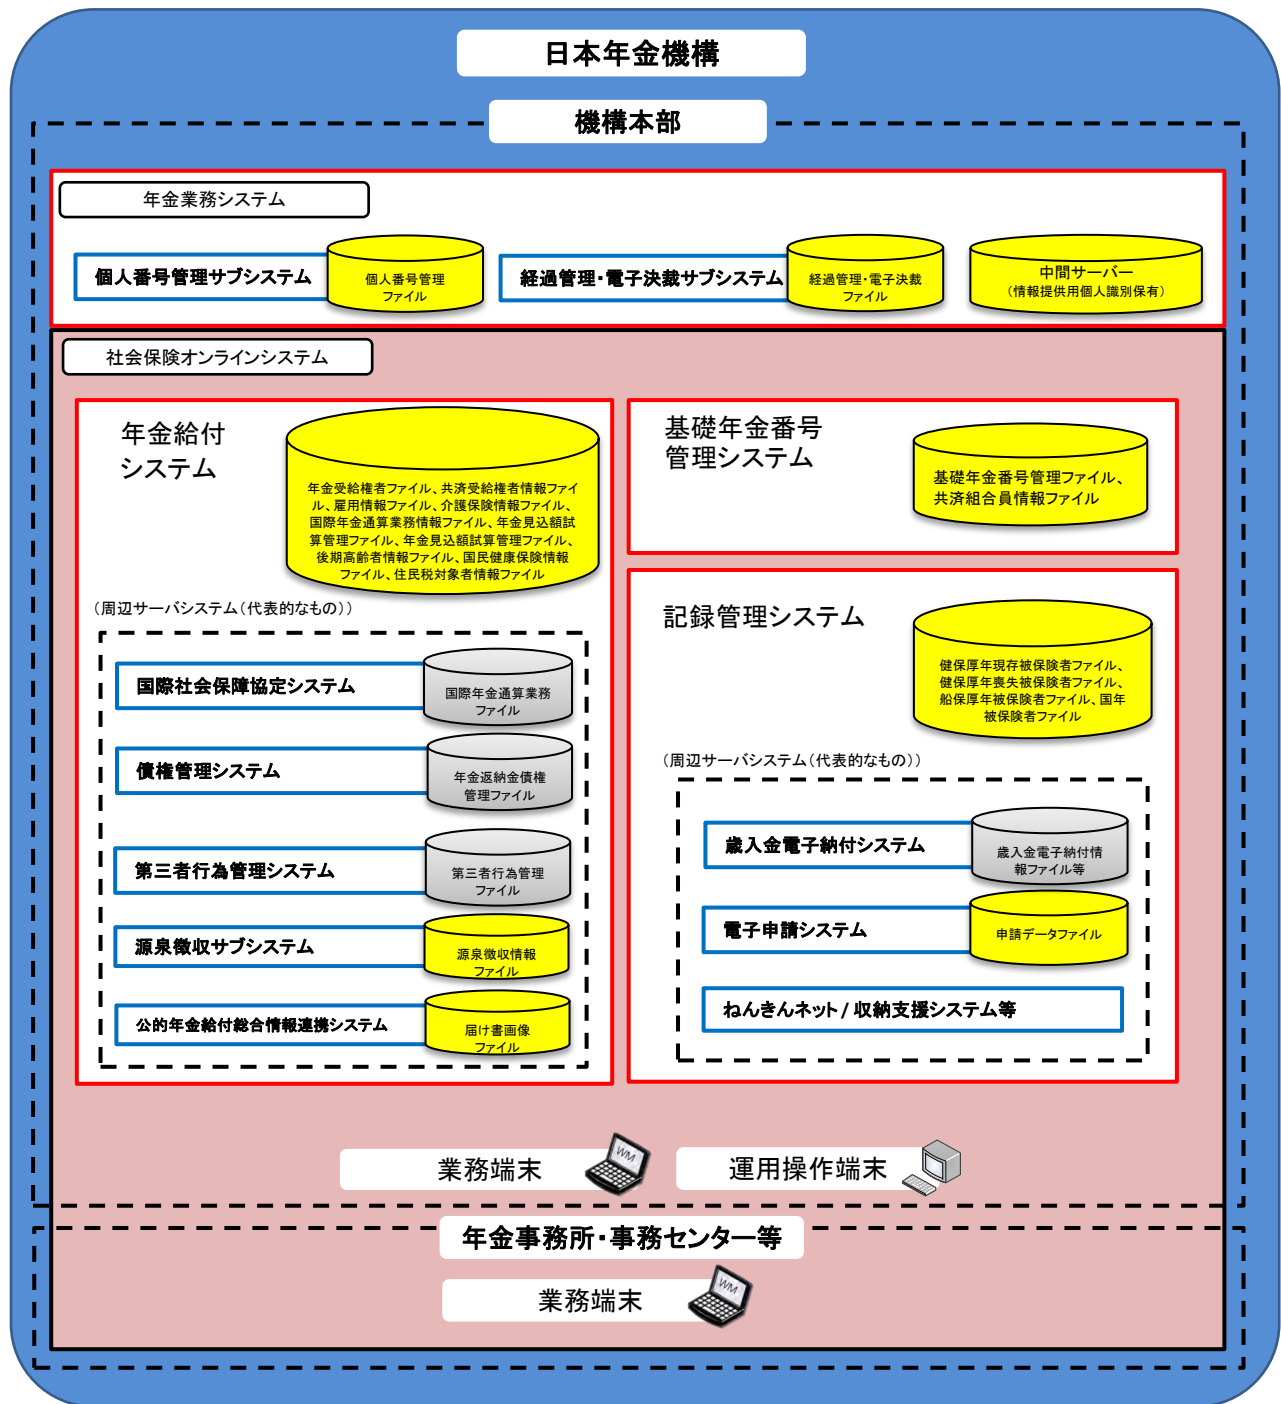 日本年金機構
機構本部
年金業務システム
個人番号管理サブシステム
個人番号管理
ファイル
経過管理・電子決裁サブシステム
経過管理・電子決裁
ファイル
中間サーバー
（情報提供用個人識別保有）
社会保険オンラインシステム
年金給付
システム
年金受給権者ファイル、共済受給権者情報ファイ
ル、雇用情報ファイル、介護保険情報ファイル、
国際年金通算業務情報ファイル、年金見込額試
算管理ファイル、年金見込額試算管理ファイル、
後期高齢者情報ファイル、国民健康保険情報
ファイル、住民税対象者情報ファイル
（周辺サーバシステム（代表的なもの））
国際社会保障協定システム
国際年金通算業務
ファイル
債権管理システム
年金返納金債権
管理ファイル
第三者行為管理システム
第三者行為管理
ファイル
源泉徴収サブシステム
源泉徴収情報
ファイル
公的年金給付総合情報連携システム
届け書画像
ファイル
基礎年金番号
管理システム
基礎年金番号管理ファイル、
共済組合員情報ファイル
記録管理システム
健保厚年現存被保険者ファイル、
健保厚年喪失被保険者ファイル、
船保厚年被保険者ファイル、国年
被保険者ファイル
（周辺サーバシステム（代表的なもの））
歳入金電子納付システム
歳入金電子納付情
報ファイル等
電子申請システム
申請データファイル
ねんきんネット / 収納支援システム等
業務端末
WM
運用操作端末
年金事務所・事務センター等
業務端末
WM